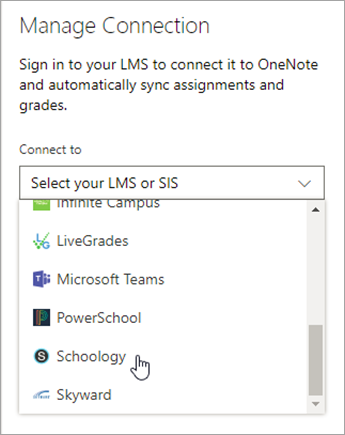 Manage Connection
Sign in to your LMS to connect it to OneNote
and automatically sync assignments and
grades.
Connect to
Select your LMS or SIS
Infinite Campus
LiveGrades
Microsoft Teams
PowerSchool
Schoology
Skyward